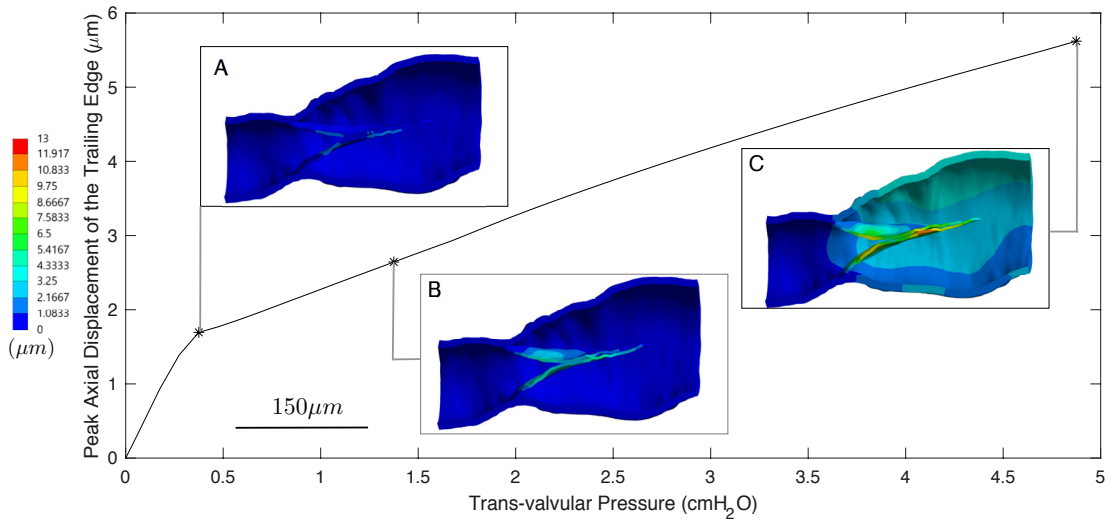 Peak Axial Displacement of the Trailing Edge (μm)
6
5
4
3
2
1
0
13
11.917
10.833
9.75
8.6667
7.5833
6.5
5.4167
4.3333
3.25
2.1667
1.0833
0
(μm)
A
B
C
150μm
0 0.5 1 1.5 2 2.5 3 3.5 4 4.5 5
Trans-valvular Pressure (cmH₂O)